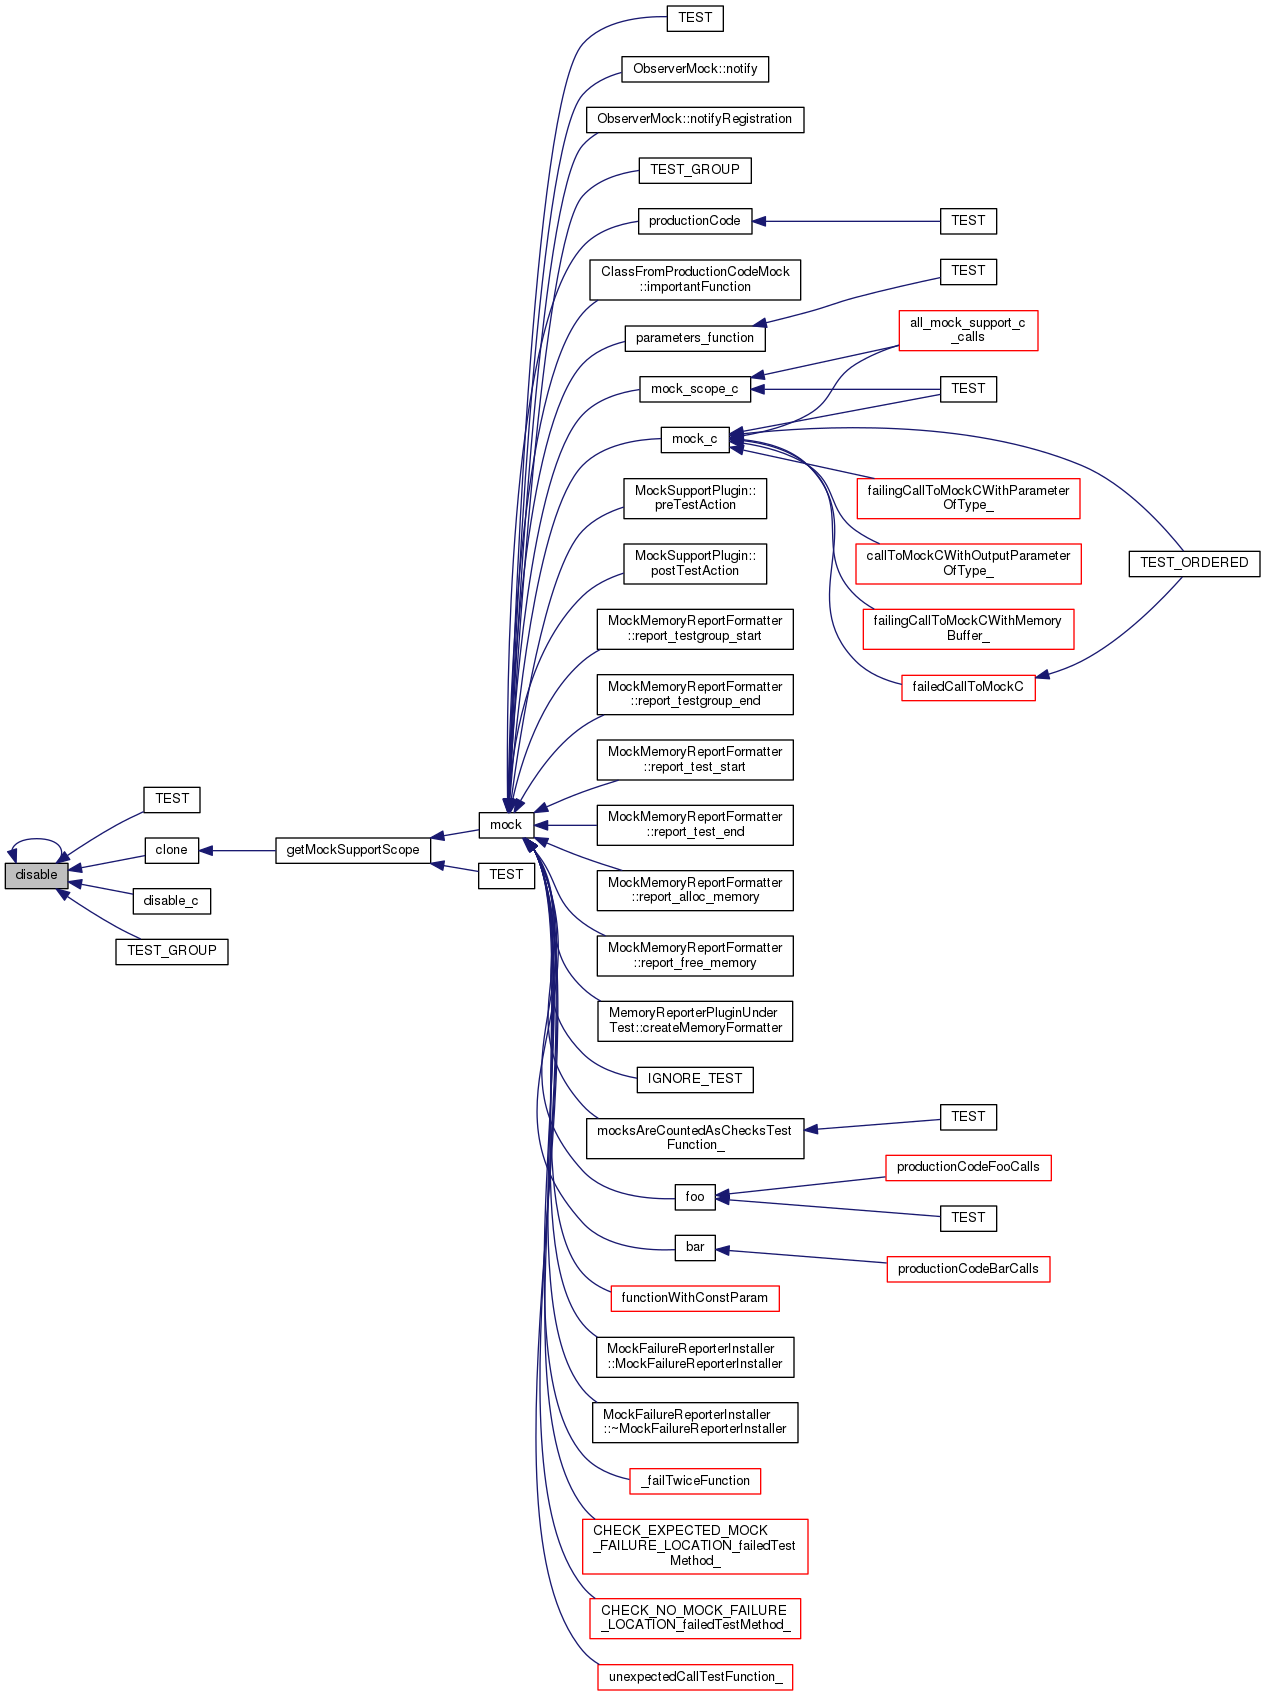 TEST
ObserverMock::notify
ObserverMock::notifyRegistration
TEST_GROUP
productionCode
TEST
ClassFromProductionCodeMock
::importantFunction
TEST
parameters_function
all_mock_support_c
_calls
mock_scope_c
TEST
mock_c
failingCallToMockCWithParameter
OfType_
MockSupportPlugin::
preTestAction
callToMockCWithOutputParameter
OfType_
MockSupportPlugin::
postTestAction
TEST_ORDERED
failingCallToMockCWithMemory
Buffer_
MockMemoryReportFormatter
::report_testgroup_start
failedCallToMockC
MockMemoryReportFormatter
::report_testgroup_end
MockMemoryReportFormatter
::report_test_start
TEST
mock
MockMemoryReportFormatter
::report_test_end
clone
getMockSupportScope
disable
TEST
MockMemoryReportFormatter
::report_alloc_memory
disable_c
TEST_GROUP
MockMemoryReportFormatter
::report_free_memory
MemoryReporterPluginUnder
Test::createMemoryFormatter
IGNORE_TEST
mocksAreCountedAsChecksTest
Function_
TEST
productionCodeFooCalls
foo
TEST
bar
productionCodeBarCalls
functionWithConstParam
MockFailureReporterInstaller
::MockFailureReporterInstaller
MockFailureReporterInstaller
::~MockFailureReporterInstaller
_failTwiceFunction
CHECK_EXPECTED_MOCK
_FAILURE_LOCATION_failedTest
Method_
CHECK_NO_MOCK_FAILURE
_LOCATION_failedTestMethod_
unexpectedCallTestFunction_